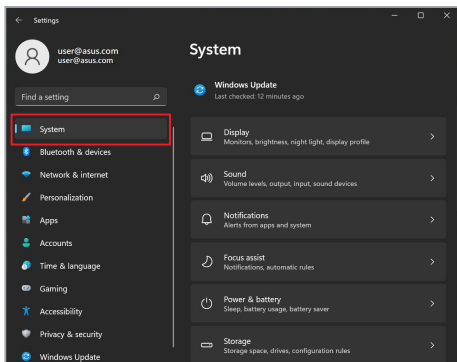 Settings
user@asus.com
user@asus.com
Find a setting
System
Bluetooth & devices
Network & internet
Personalization
Apps
Accounts
Time & language
Gaming
Accessibility
Privacy & security
Windows Update
System
Windows Update
Last checked: 12 minutes ago
Display
Monitors, brightness, night light, display profile
Sound
Volume levels, output, input, sound devices
Notifications
Alerts from apps and system
Focus assist
Notifications, automatic rules
Power & battery
Sleep, battery usage, battery saver
Storage
Storage space, drives, configuration rules